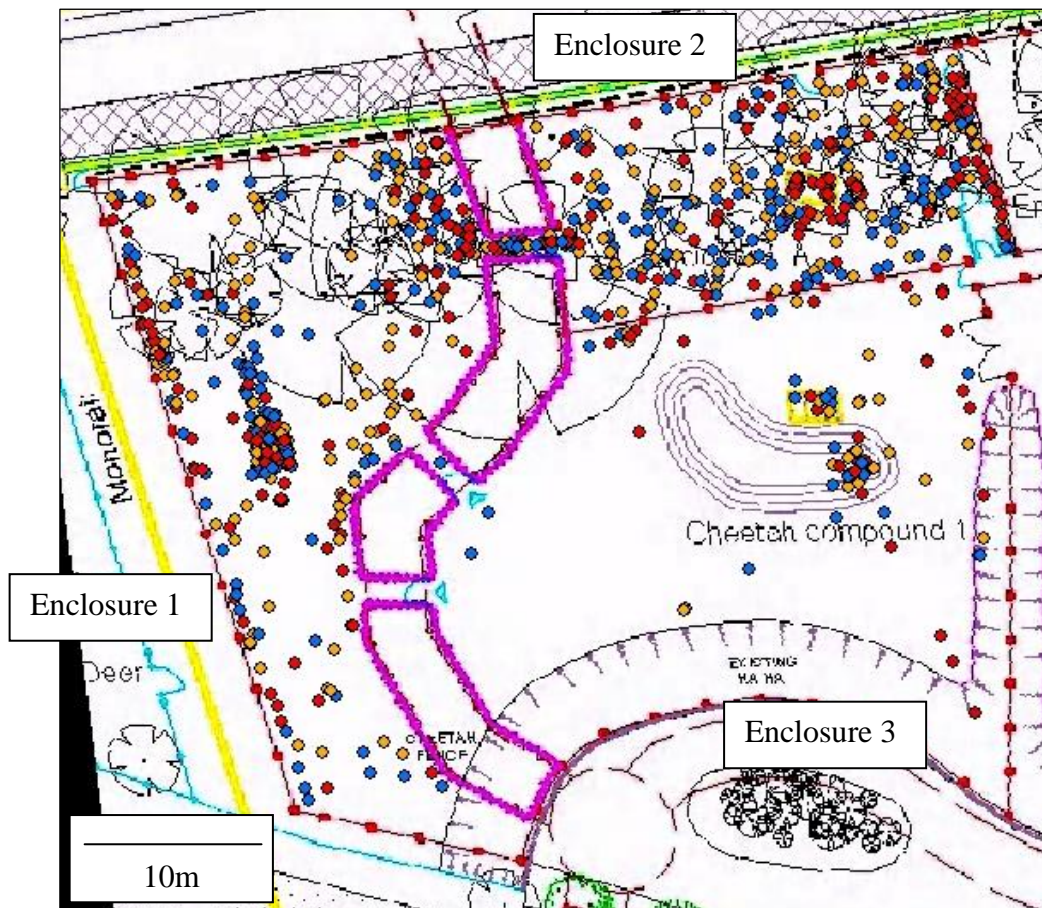 Enclosure 2
Cheetah compound 1
Enclosure 1
Deer
EXISTING
HA HA
Enclosure 3
CHEETAH
FENCE
10m